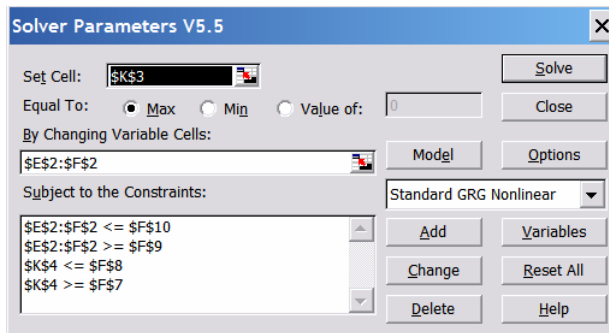 Solver Parameters V5.5
Set Cell: $K$3 Solve
Equal To: Max Min Value of: 0 Close
By Changing Variable Cells:
$E$2:$F$2 Model Options
Subject to the Constraints: Standard GRG Nonlinear
$E$2:$F$2 <= $F$10 Add Variables
$E$2:$F$2 >= $F$9
$K$4 <= $F$8 Change Reset All
$K$4 >= $F$7
Delete Help